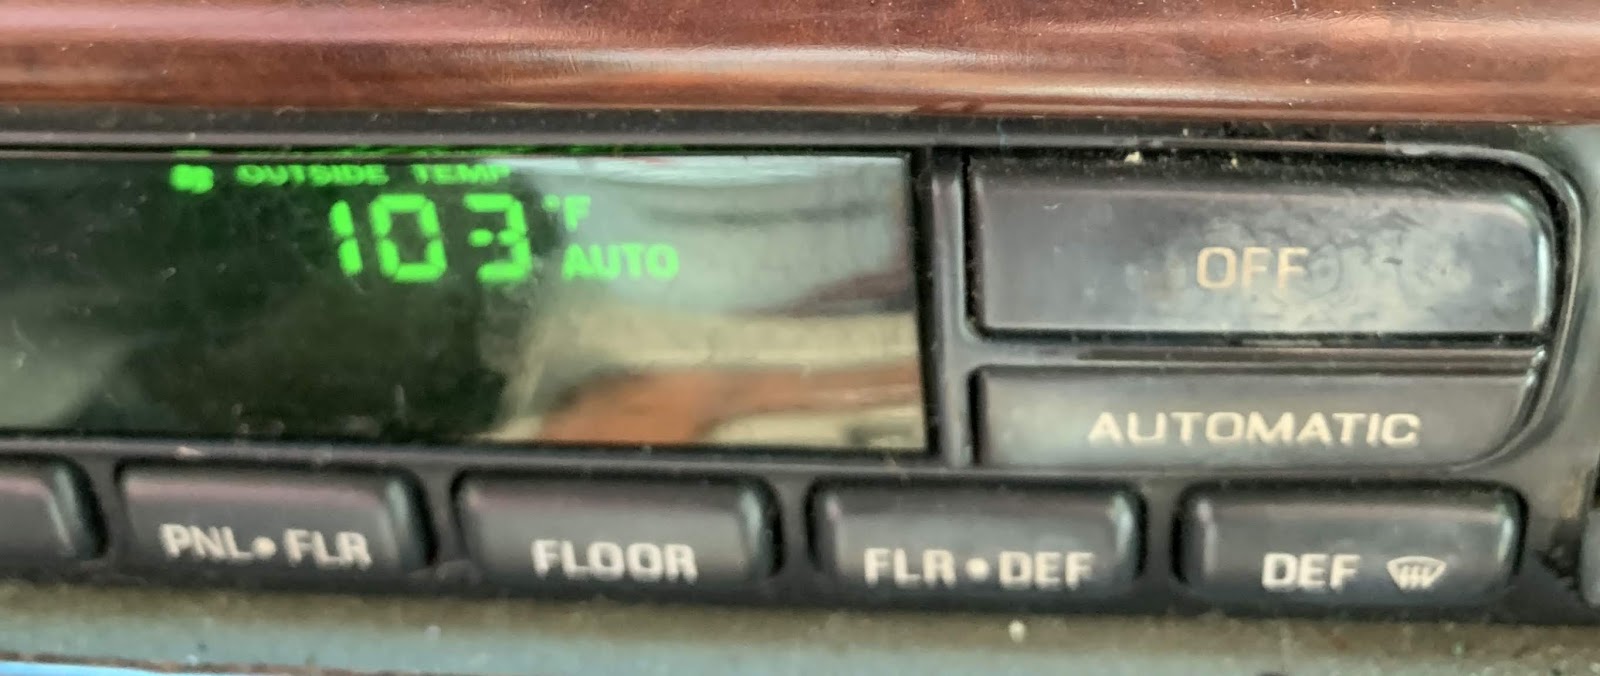 OUTSIDE TEMP
103 °F
AUTO
OFF
AUTOMATIC
PNL•FLR
FLOOR
FLR•DEF
DEF